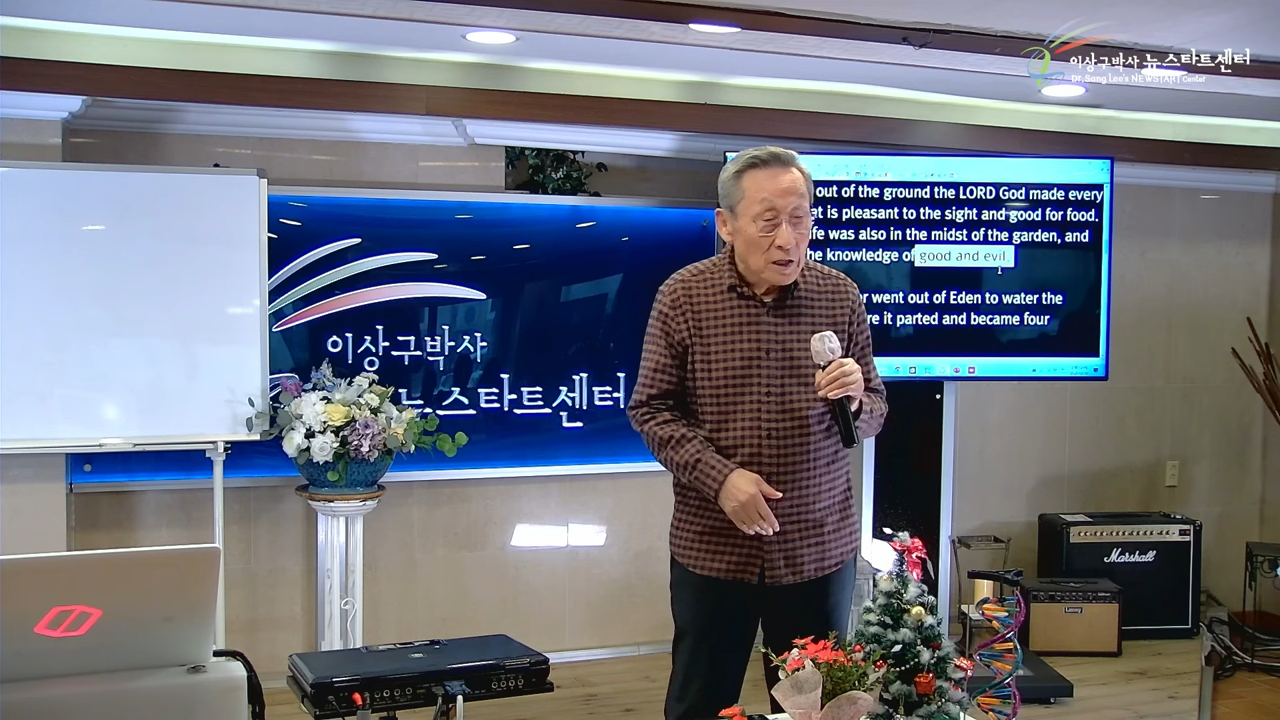 이상구박사 뉴스타트센터
Dr. Sang Lee's NEWSTART Center
out of the ground the LORD God made every
at is pleasant to the sight and good for food.
ife was also in the midst of the garden, and
he knowledge of good and evil.
r went out of Eden to water the
re it parted and became four
이상구박사
뉴스타트센터
Marshall
Laney